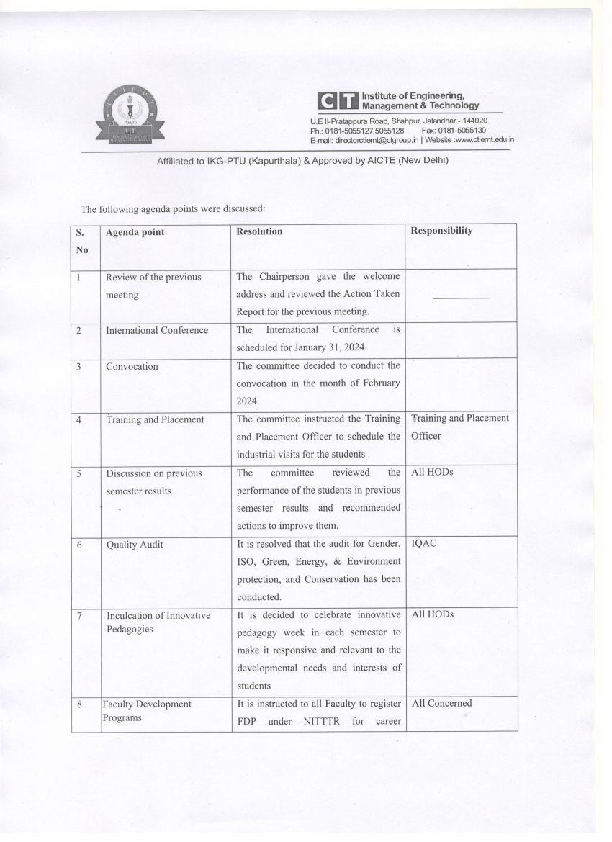 CT Institute of Engineering,
Management & Technology
U.E II-Pratappura Road, Shahpur, Jalandhar - 144020
Ph.: 0181-5055127, 5055128 Fax: 0181-5055130
E-mail: directorctiemt@ctgroup.in | Website :www.ctiemt.edu.in
Affiliated to IKG-PTU (Kapurthala) & Approved by AICTE (New Delhi)
The following agenda points were discussed:
S. No Agenda point Resolution Responsibility
1 Review of the previous meeting The Chairperson gave the welcome
address and reviewed the Action Taken
Report for the previous meeting.
2 International Conference The International Conference is
scheduled for January 31, 2024
3 Convocation The committee decided to conduct the
convocation in the month of February
2024
4 Training and Placement The committee instructed the Training Training and Placement
and Placement Officer to schedule the Officer
industrial visits for the students
5 Discussion on previous The committee reviewed the All HODs
semester results performance of the students in previous
semester results and recommended
actions to improve them.
6 Quality Audit It is resolved that the audit for Gender, IQAC
ISO, Green, Energy, & Environment
protection, and Conservation has been
conducted.
7 Inculcation of Innovative It is decided to celebrate innovative All HODs
Pedagogies pedagogy week in each semester to
make it responsive and relevant to the
developmental needs and interests of
students
8 Faculty Development It is instructed to all Faculty to register All Concerned
Programs FDP under NITTTR for career